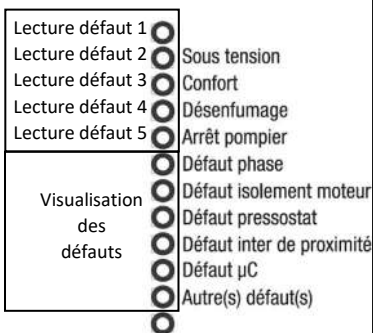 Lecture défaut 1
Lecture défaut 2
Lecture défaut 3
Lecture défaut 4
Lecture défaut 5
Visualisation
des
défauts
Sous tension
Confort
Désenfumage
Arrêt pompier
Défaut phase
Défaut isolement moteur
Défaut pressostat
Défaut inter de proximité
Défaut µC
Autre(s) défaut(s)